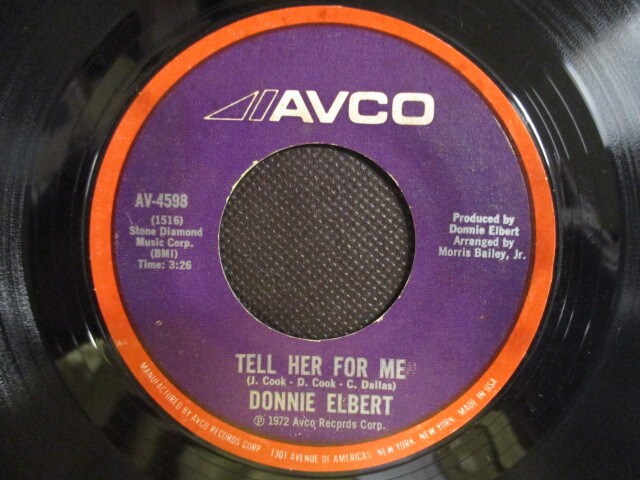 AVCO
AV-4598
(1516)
Stone Diamond
Music Corp.
(BMI)
Time: 3:26
Produced by
Donnie Elbert
Arranged by
Morris Bailey, Jr.
TELL HER FOR ME
(J. Cook - D. Cook - C. Dallas)
DONNIE ELBERT
℗ 1972 Avco Records Corp.
MANUFACTURED BY AVCO RECORDS CORP. 1301 AVENUE OF AMERICAS, NEW YORK, NEW YORK. MADE IN USA